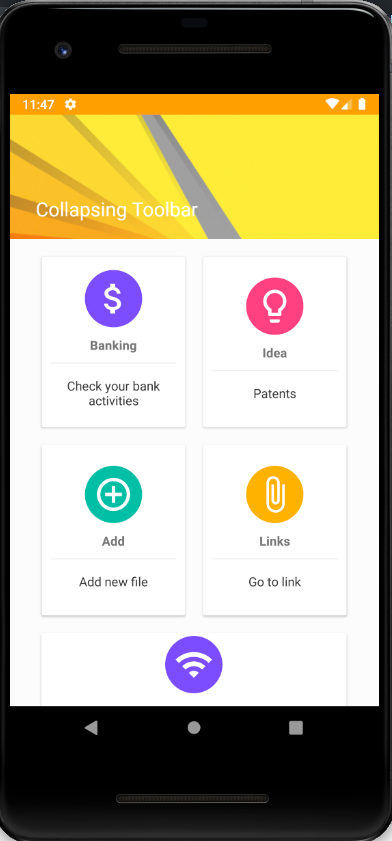 11:47
Collapsing Toolbar
Banking
Check your bank
activities
Idea
Patents
Add
Add new file
Links
Go to link